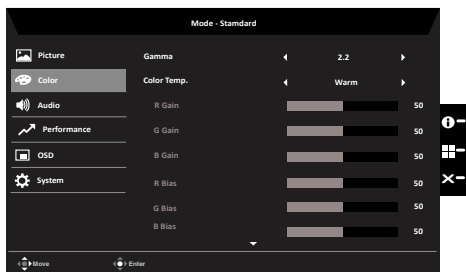 Mode - Standard
Picture
Gamma 2.2
Color
Color Temp. Warm
Audio
R Gain 50
Performance
G Gain 50
OSD
B Gain 50
System
R Bias 50
G Bias 50
B Bias 50
Move Enter